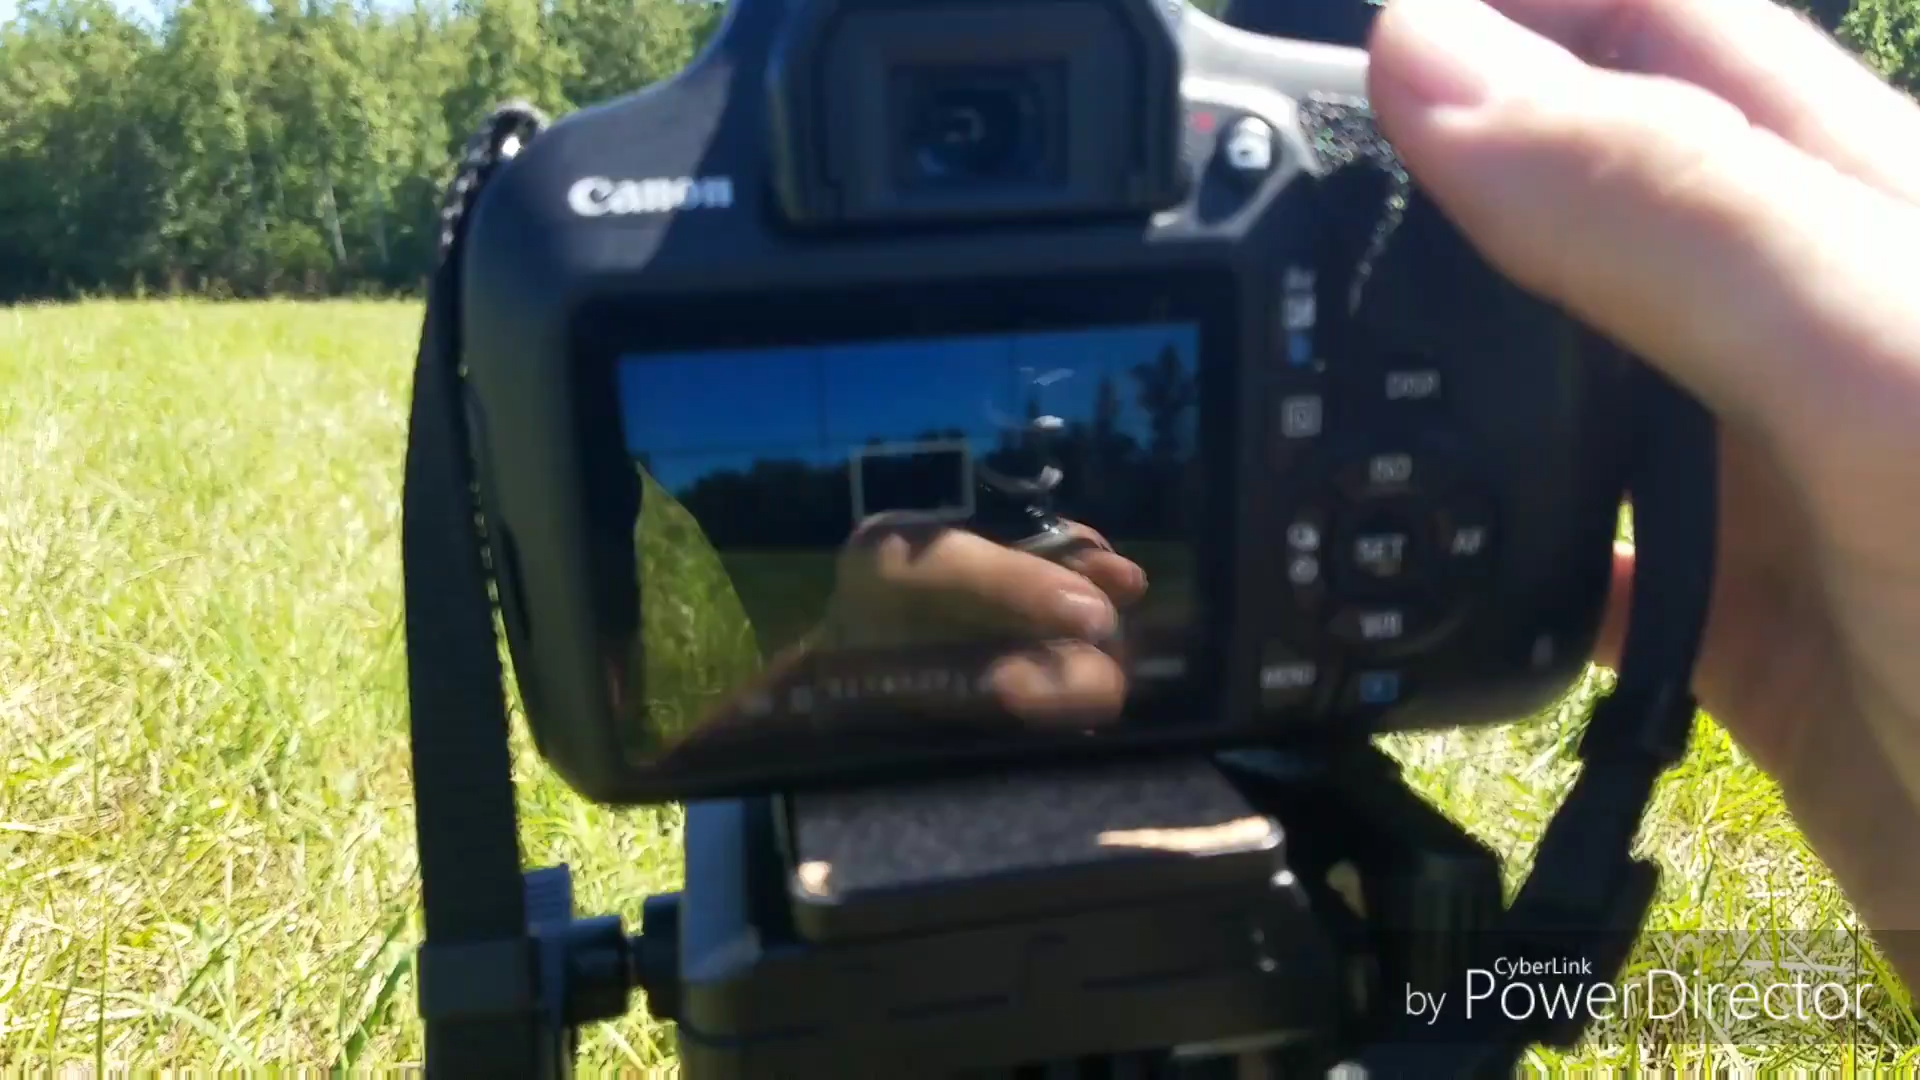 Canon
DISP
ISO
AF
SET
WB
MENU
CyberLink
by PowerDirector